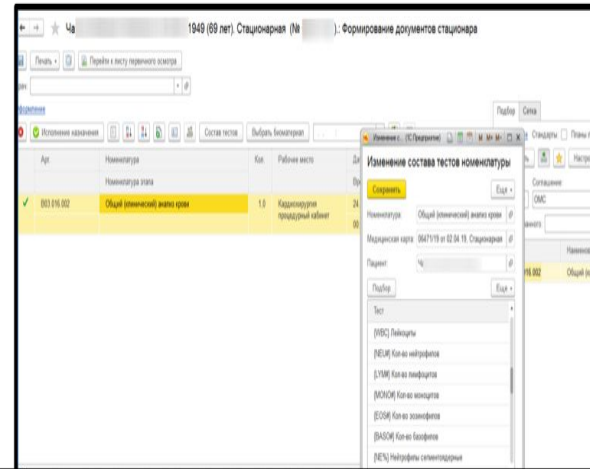 Ча 1949 (69 лет). Стационарная (№ ).: Формирование документов стационара
Печать
Перейти к листу первичного осмотра
Исполнение назначения
Состав тестов
Выбрать биоматериал
Арт.
Номенклатура
Кол.
Рабочее место
Номенклатура этапа
B03.016.002
Общий (клинический) анализ крови
1,0
Кардиохирургия
процедурный кабинет
24
00
Подбор
Сетка
Стандарты
Соглашение
ОМС
Изменение с... (1С:Предприятие)
M M+ M-
Изменение состава тестов номенклатуры
Сохранить
Еще
Номенклатура:
Общий (клинический) анализ крови
Медицинская карта:
06471/19 от 02.04.19, Стационарная
Пациент:
Подбор
Еще
Тест
(WBC) Лейкоциты
(NEU#) Кол-во нейтрофилов
(LYM#) Кол-во лимфоцитов
(MONO#) Кол-во моноцитов
(EOS#) Кол-во эозинофилов
(BASO#) Кол-во базофилов
(NE%) Нейтрофилы сегментоядерные